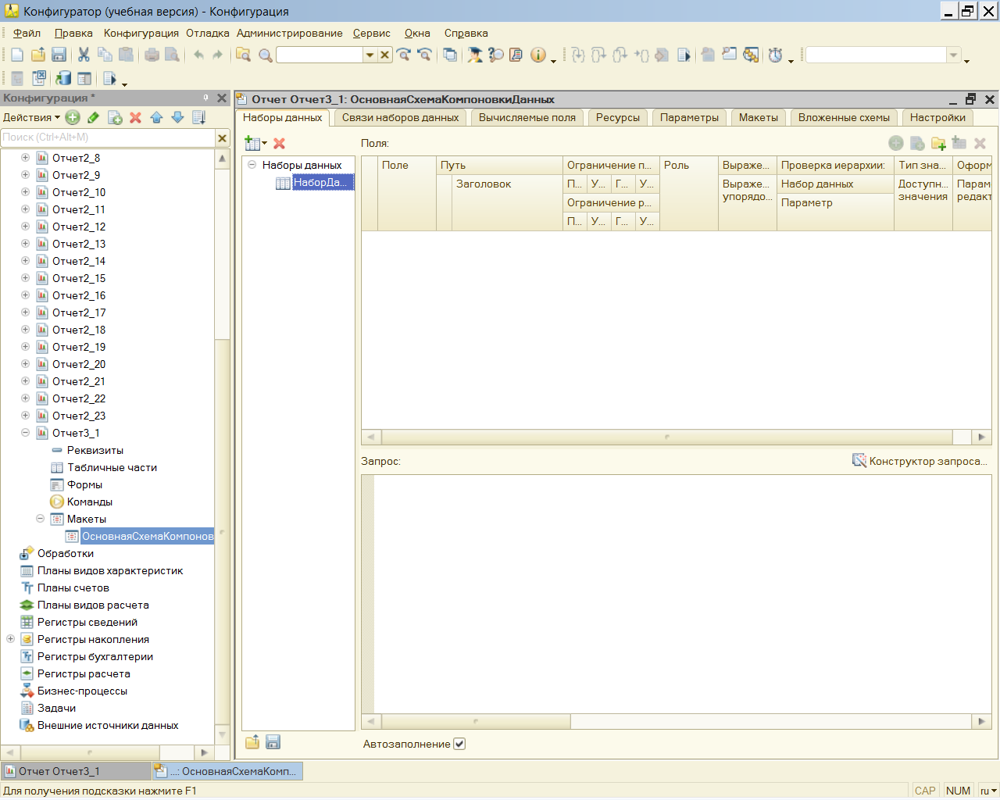 Конфигуратор (учебная версия) - Конфигурация
Файл Правка Конфигурация Отладка Администрирование Сервис Окна Справка
Конфигурация *
Действия
Поиск (Ctrl+Alt+M)
Отчет2_8
Отчет2_9
Отчет2_10
Отчет2_11
Отчет2_12
Отчет2_13
Отчет2_14
Отчет2_15
Отчет2_16
Отчет2_17
Отчет2_18
Отчет2_19
Отчет2_20
Отчет2_21
Отчет2_22
Отчет2_23
Отчет3_1
Реквизиты
Табличные части
Формы
Команды
Макеты
ОсновнаяСхемаКомпонов
Обработки
Планы видов характеристик
Планы счетов
Планы видов расчета
Регистры сведений
Регистры накопления
Регистры бухгалтерии
Регистры расчета
Бизнес-процессы
Задачи
Внешние источники данных
Отчет Отчет3_1: ОсновнаяСхемаКомпоновкиДанных
Наборы данных Связи наборов данных Вычисляемые поля Ресурсы Параметры Макеты Вложенные схемы Настройки
Наборы данных
НаборДа...
Поля:
Поле Путь Ограничение п... Роль Выраже... Проверка иерархии: Тип зна... Оформ
Заголовок П... У... Г... У... Выраже... упорядо... Набор данных Доступн... значения Парам редакт
Ограничение р... Параметр
П... У... Г... У...
Запрос:
Конструктор запроса...
Автозаполнение
Отчет Отчет3_1
...: ОсновнаяСхемаКомп...
Для получения подсказки нажмите F1
CAP NUM ru